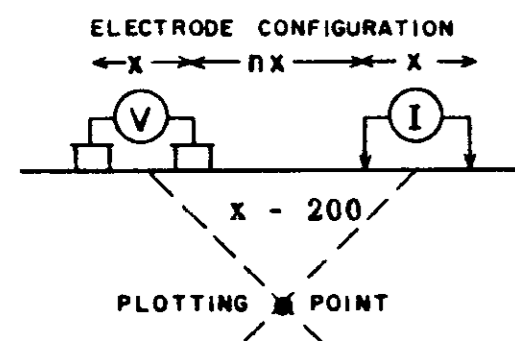 ELECTRODE CONFIGURATION
x nx x
V I
x - 200
PLOTTING POINT